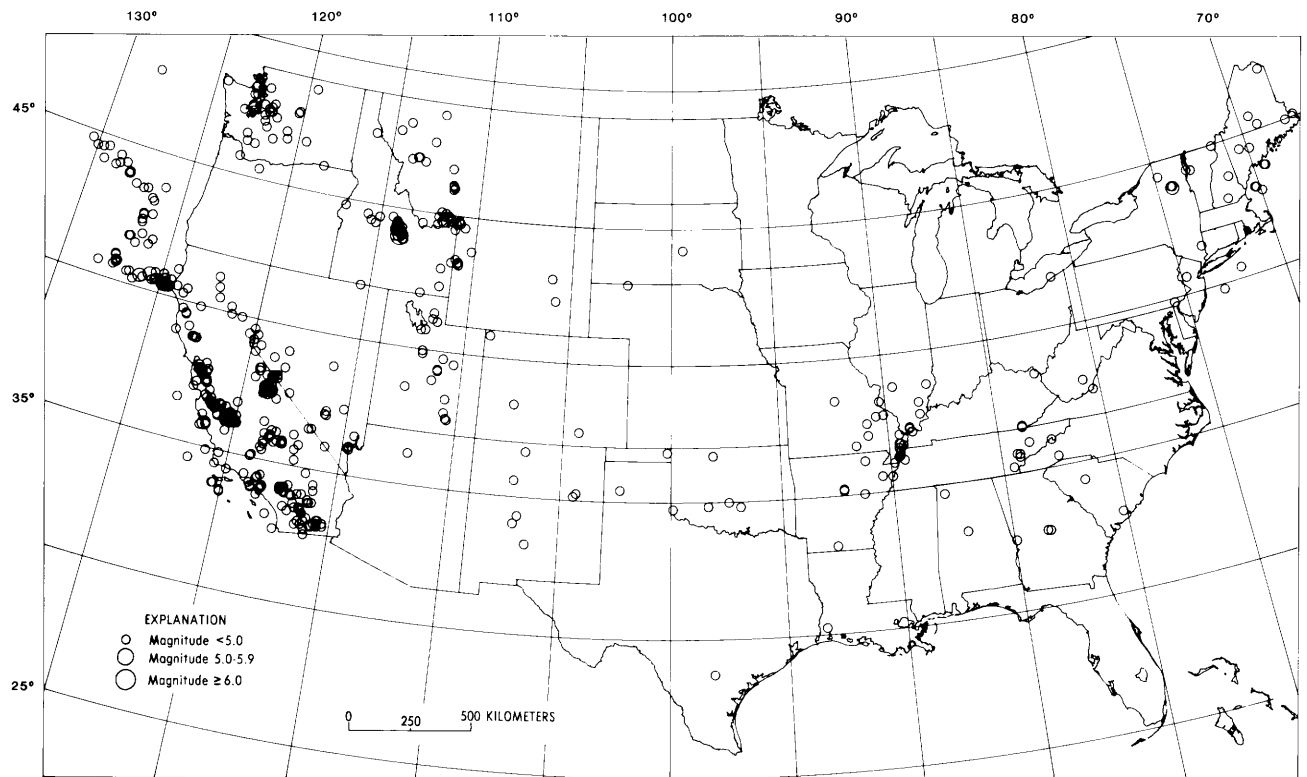 130° 120° 110° 100° 90° 80° 70°
45°
35°
25°
EXPLANATION
Magnitude <5.0
Magnitude 5.0-5.9
Magnitude ≥6.0
0 250 500 KILOMETERS